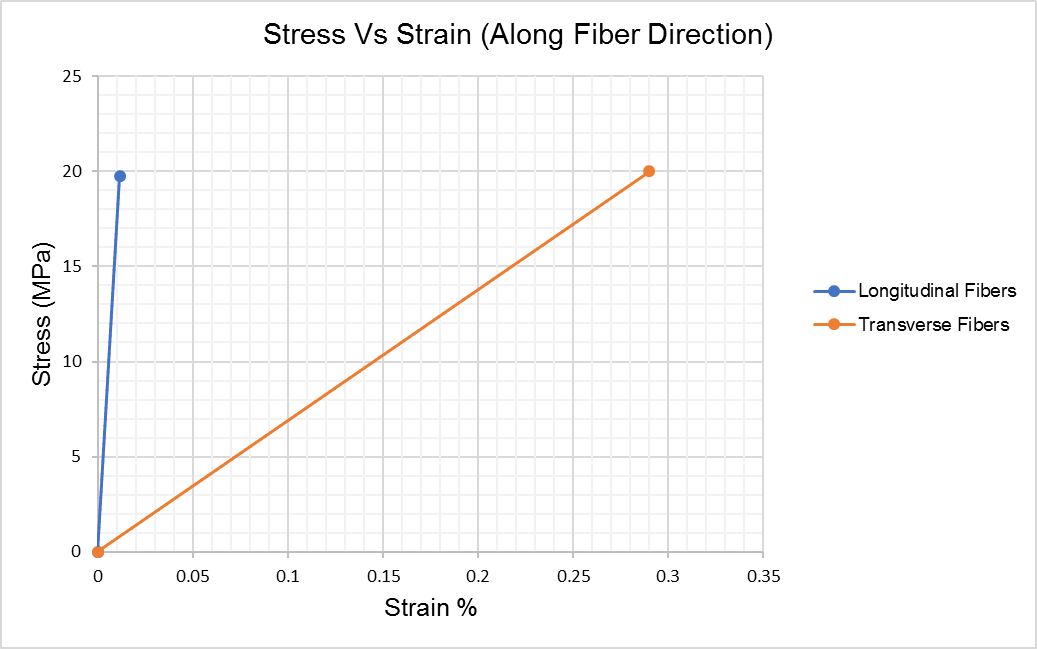 Stress Vs Strain (Along Fiber Direction)
25
20
15
10
5
0
Stress (MPa)
0 0.05 0.1 0.15 0.2 0.25 0.3 0.35
Strain %
Longitudinal Fibers
Transverse Fibers